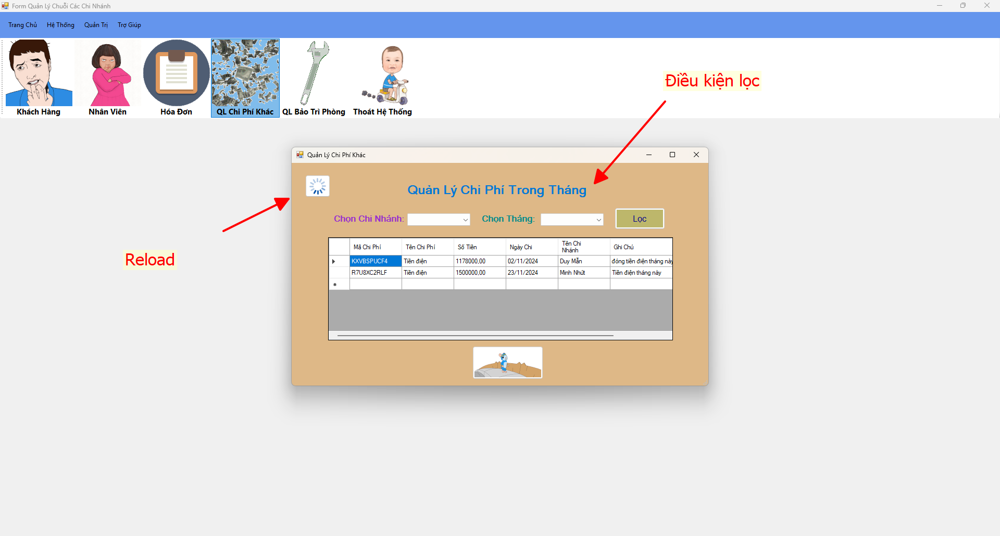 Form Quản Lý Chuỗi Các Chi Nhánh
Trang Chủ Hệ Thống Quản Trị Trợ Giúp
Khách Hàng Nhân Viên Hóa Đơn QL Chi Phí Khác QL Bảo Trì Phòng Thoát Hệ Thống
Điều kiện lọc
Quản Lý Chi Phí Khác
Quản Lý Chi Phí Trong Tháng
Chọn Chi Nhánh: Chọn Tháng: Lọc
Reload
Mã Chi Phí Tên Chi Phí Số Tiền Ngày Chi Tên Chi Nhánh Ghi Chú
KXVBSPUCF4 Tiền điện 1178000,00 02/11/2024 Duy Mẫn đóng tiền điện tháng này
R7U8XC2RLF Tiền điện 1500000,00 23/11/2024 Minh Nhứt Tiền điện tháng này